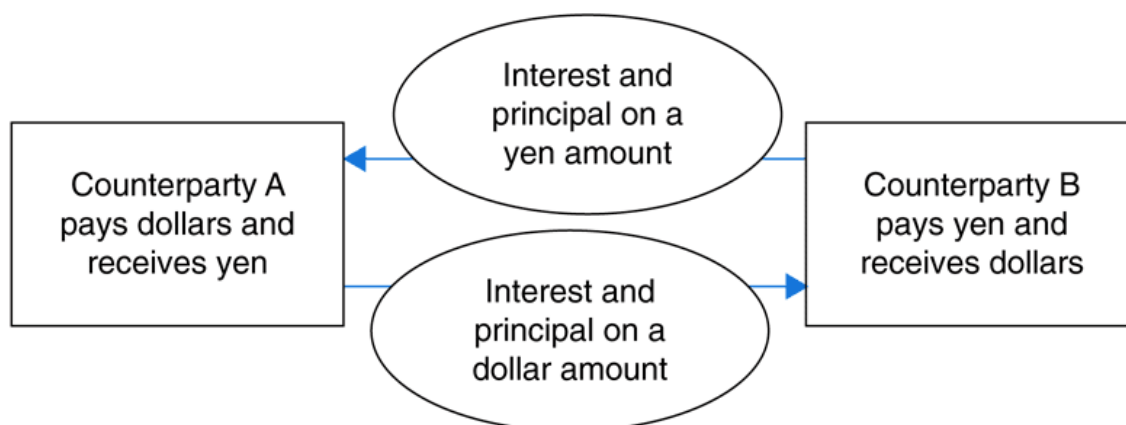 Interest and
principal on a
yen amount
Counterparty A
pays dollars and
receives yen
Counterparty B
pays yen and
receives dollars
Interest and
principal on a
dollar amount